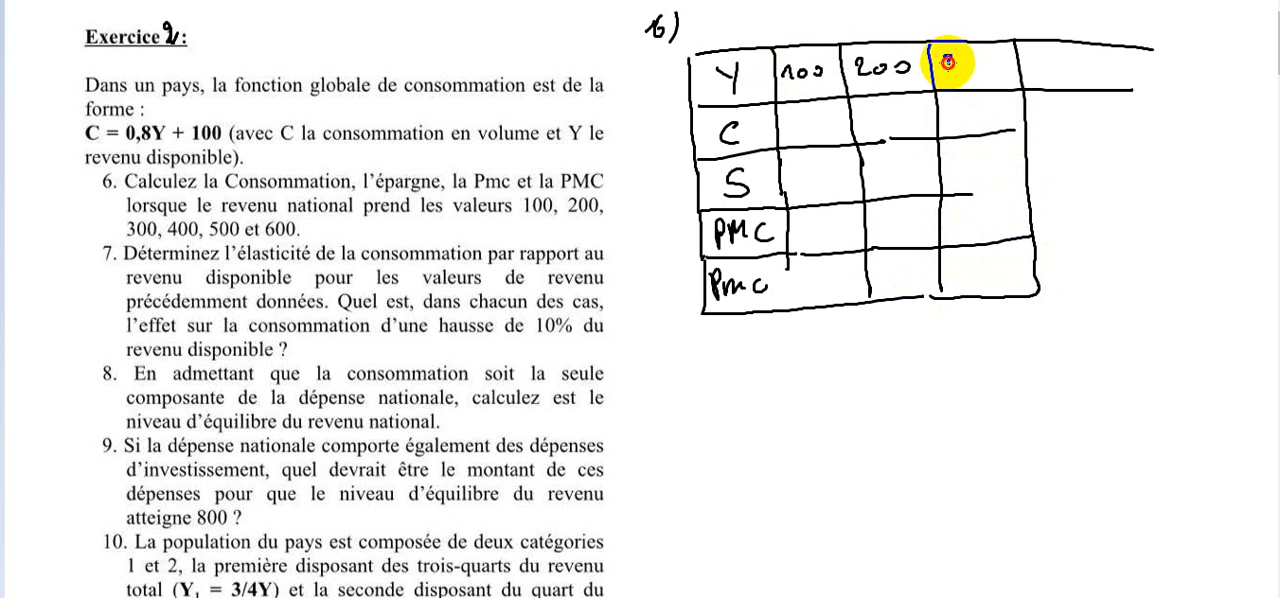 Exercice 2 :
Dans un pays, la fonction globale de consommation est de la
forme :
C = 0,8Y + 100 (avec C la consommation en volume et Y le
revenu disponible).
6. Calculez la Consommation, l'épargne, la Pmc et la PMC
lorsque le revenu national prend les valeurs 100, 200,
300, 400, 500 et 600.
7. Déterminez l'élasticité de la consommation par rapport au
revenu disponible pour les valeurs de revenu
précédemment données. Quel est, dans chacun des cas,
l'effet sur la consommation d'une hausse de 10% du
revenu disponible ?
8. En admettant que la consommation soit la seule
composante de la dépense nationale, calculez est le
niveau d'équilibre du revenu national.
9. Si la dépense nationale comporte également des dépenses
d'investissement, quel devrait être le montant de ces
dépenses pour que le niveau d'équilibre du revenu
atteigne 800 ?
10. La population du pays est composée de deux catégories
1 et 2, la première disposant des trois-quarts du revenu
total (Y₁ = 3/4Y) et la seconde disposant du quart du
6)
Y 100 200
C
S
PMC
Pmc